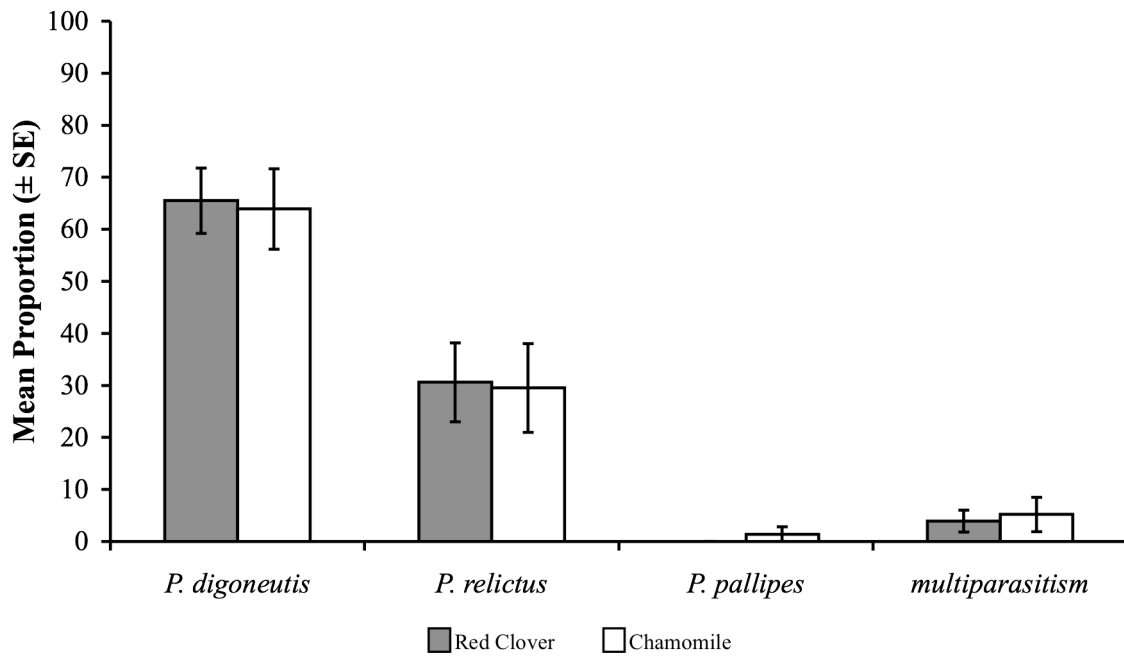 Mean Proportion (± SE)
100
90
80
70
60
50
40
30
20
10
0
P. digoneutis
P. relictus
P. pallipes
multiparasitism
Red Clover
Chamomile